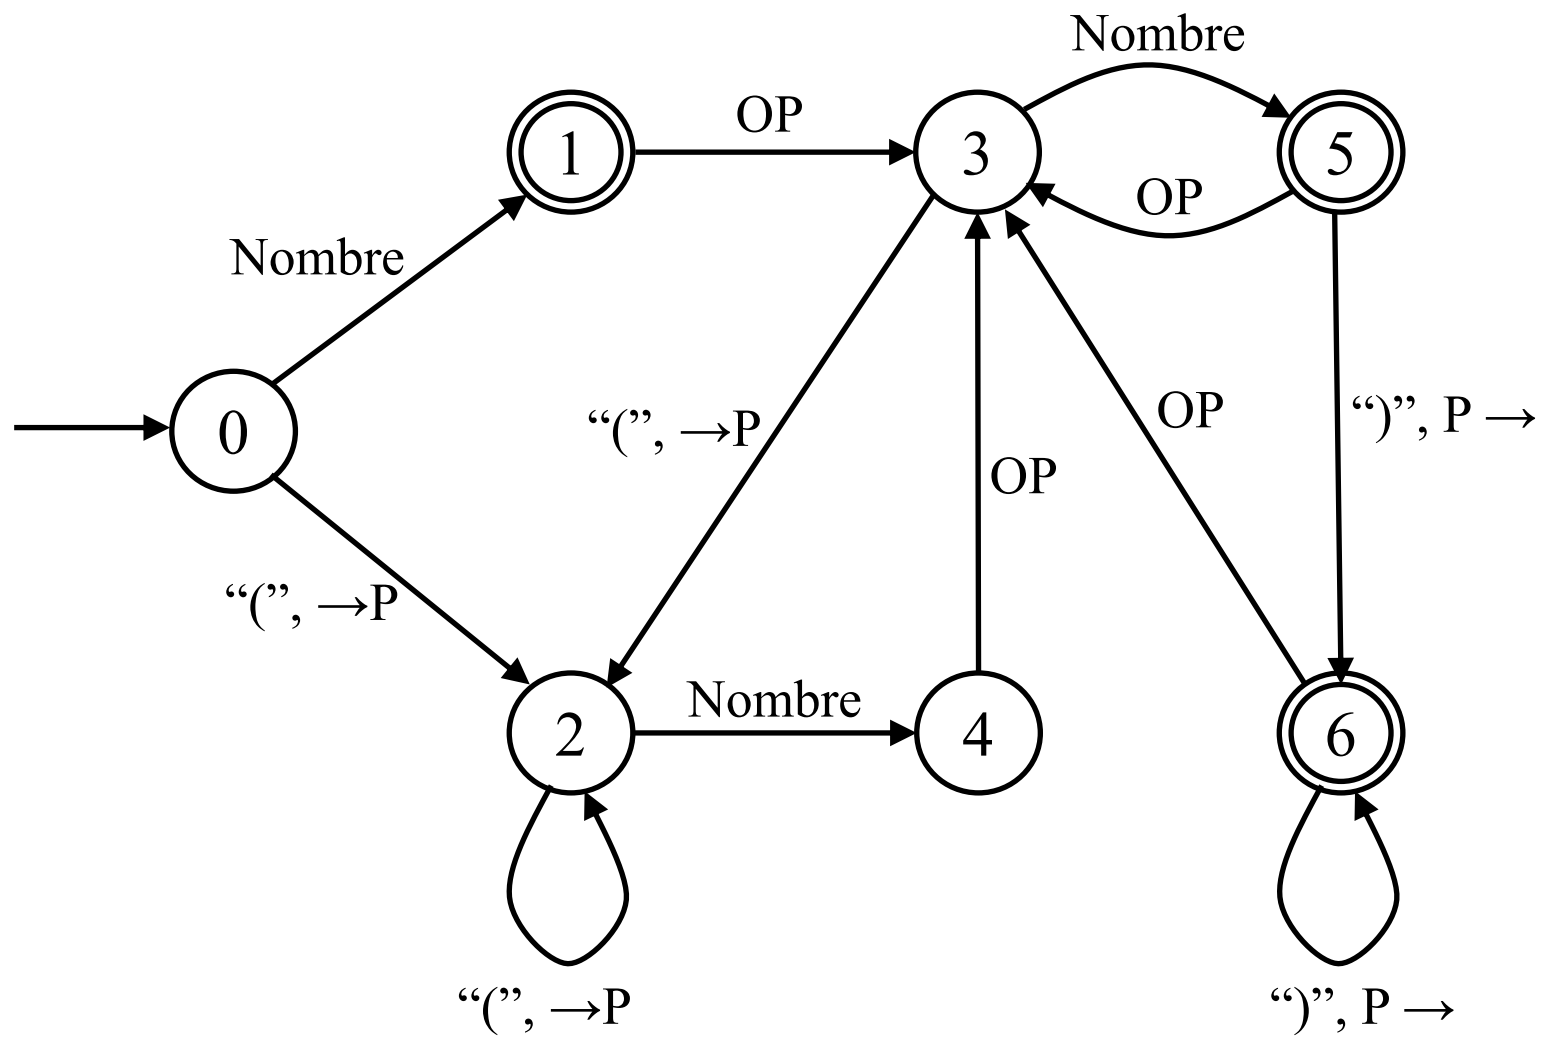 Nombre
OP
1
3
5
OP
Nombre
0
“(”, →P
OP
“)”, P →
OP
“(”, →P
Nombre
2
4
6
“(”, →P
“)”, P →